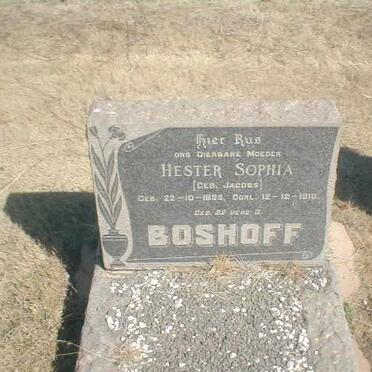 Hier Rus
ONS DIERBARE MOEDER
HESTER SOPHIA
(GEB. JACOBS)
GEB. 22-10-1885, OORL. 12-12-1910.
GES. 22 VERS 3.
BOSHOFF